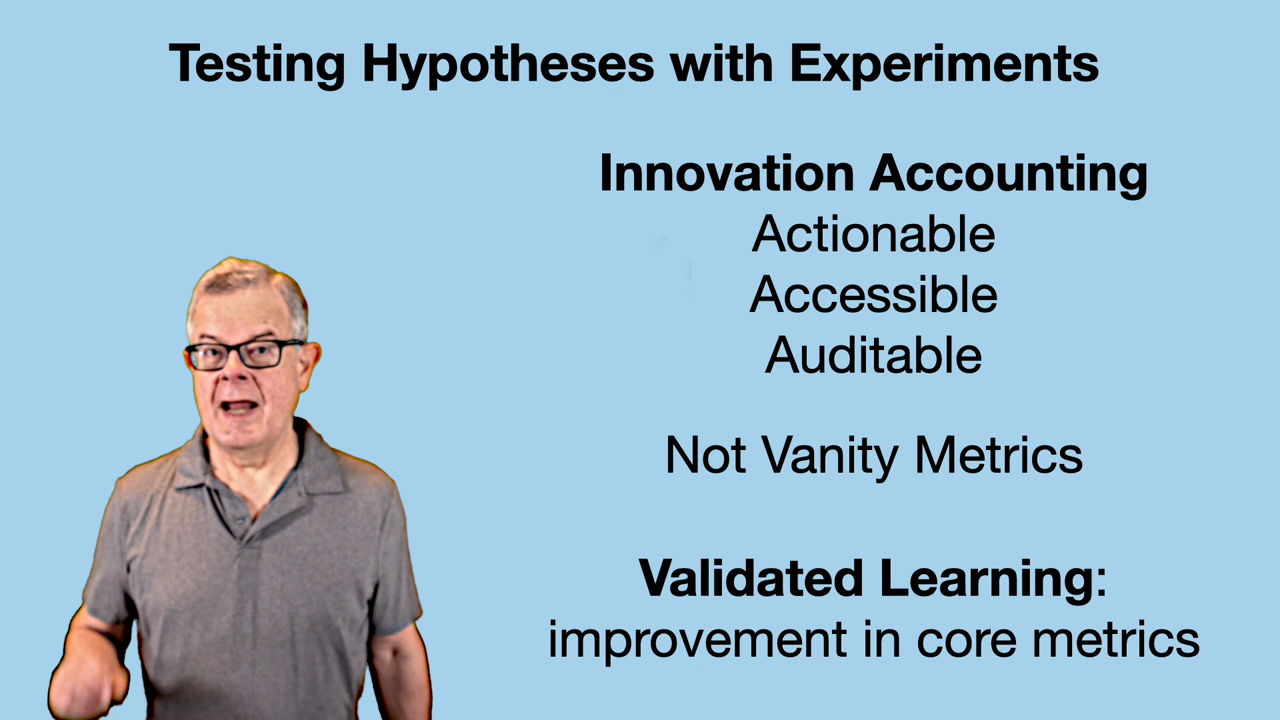 Testing Hypotheses with Experiments
Innovation Accounting
Actionable
Accessible
Auditable
Not Vanity Metrics
Validated Learning:
improvement in core metrics